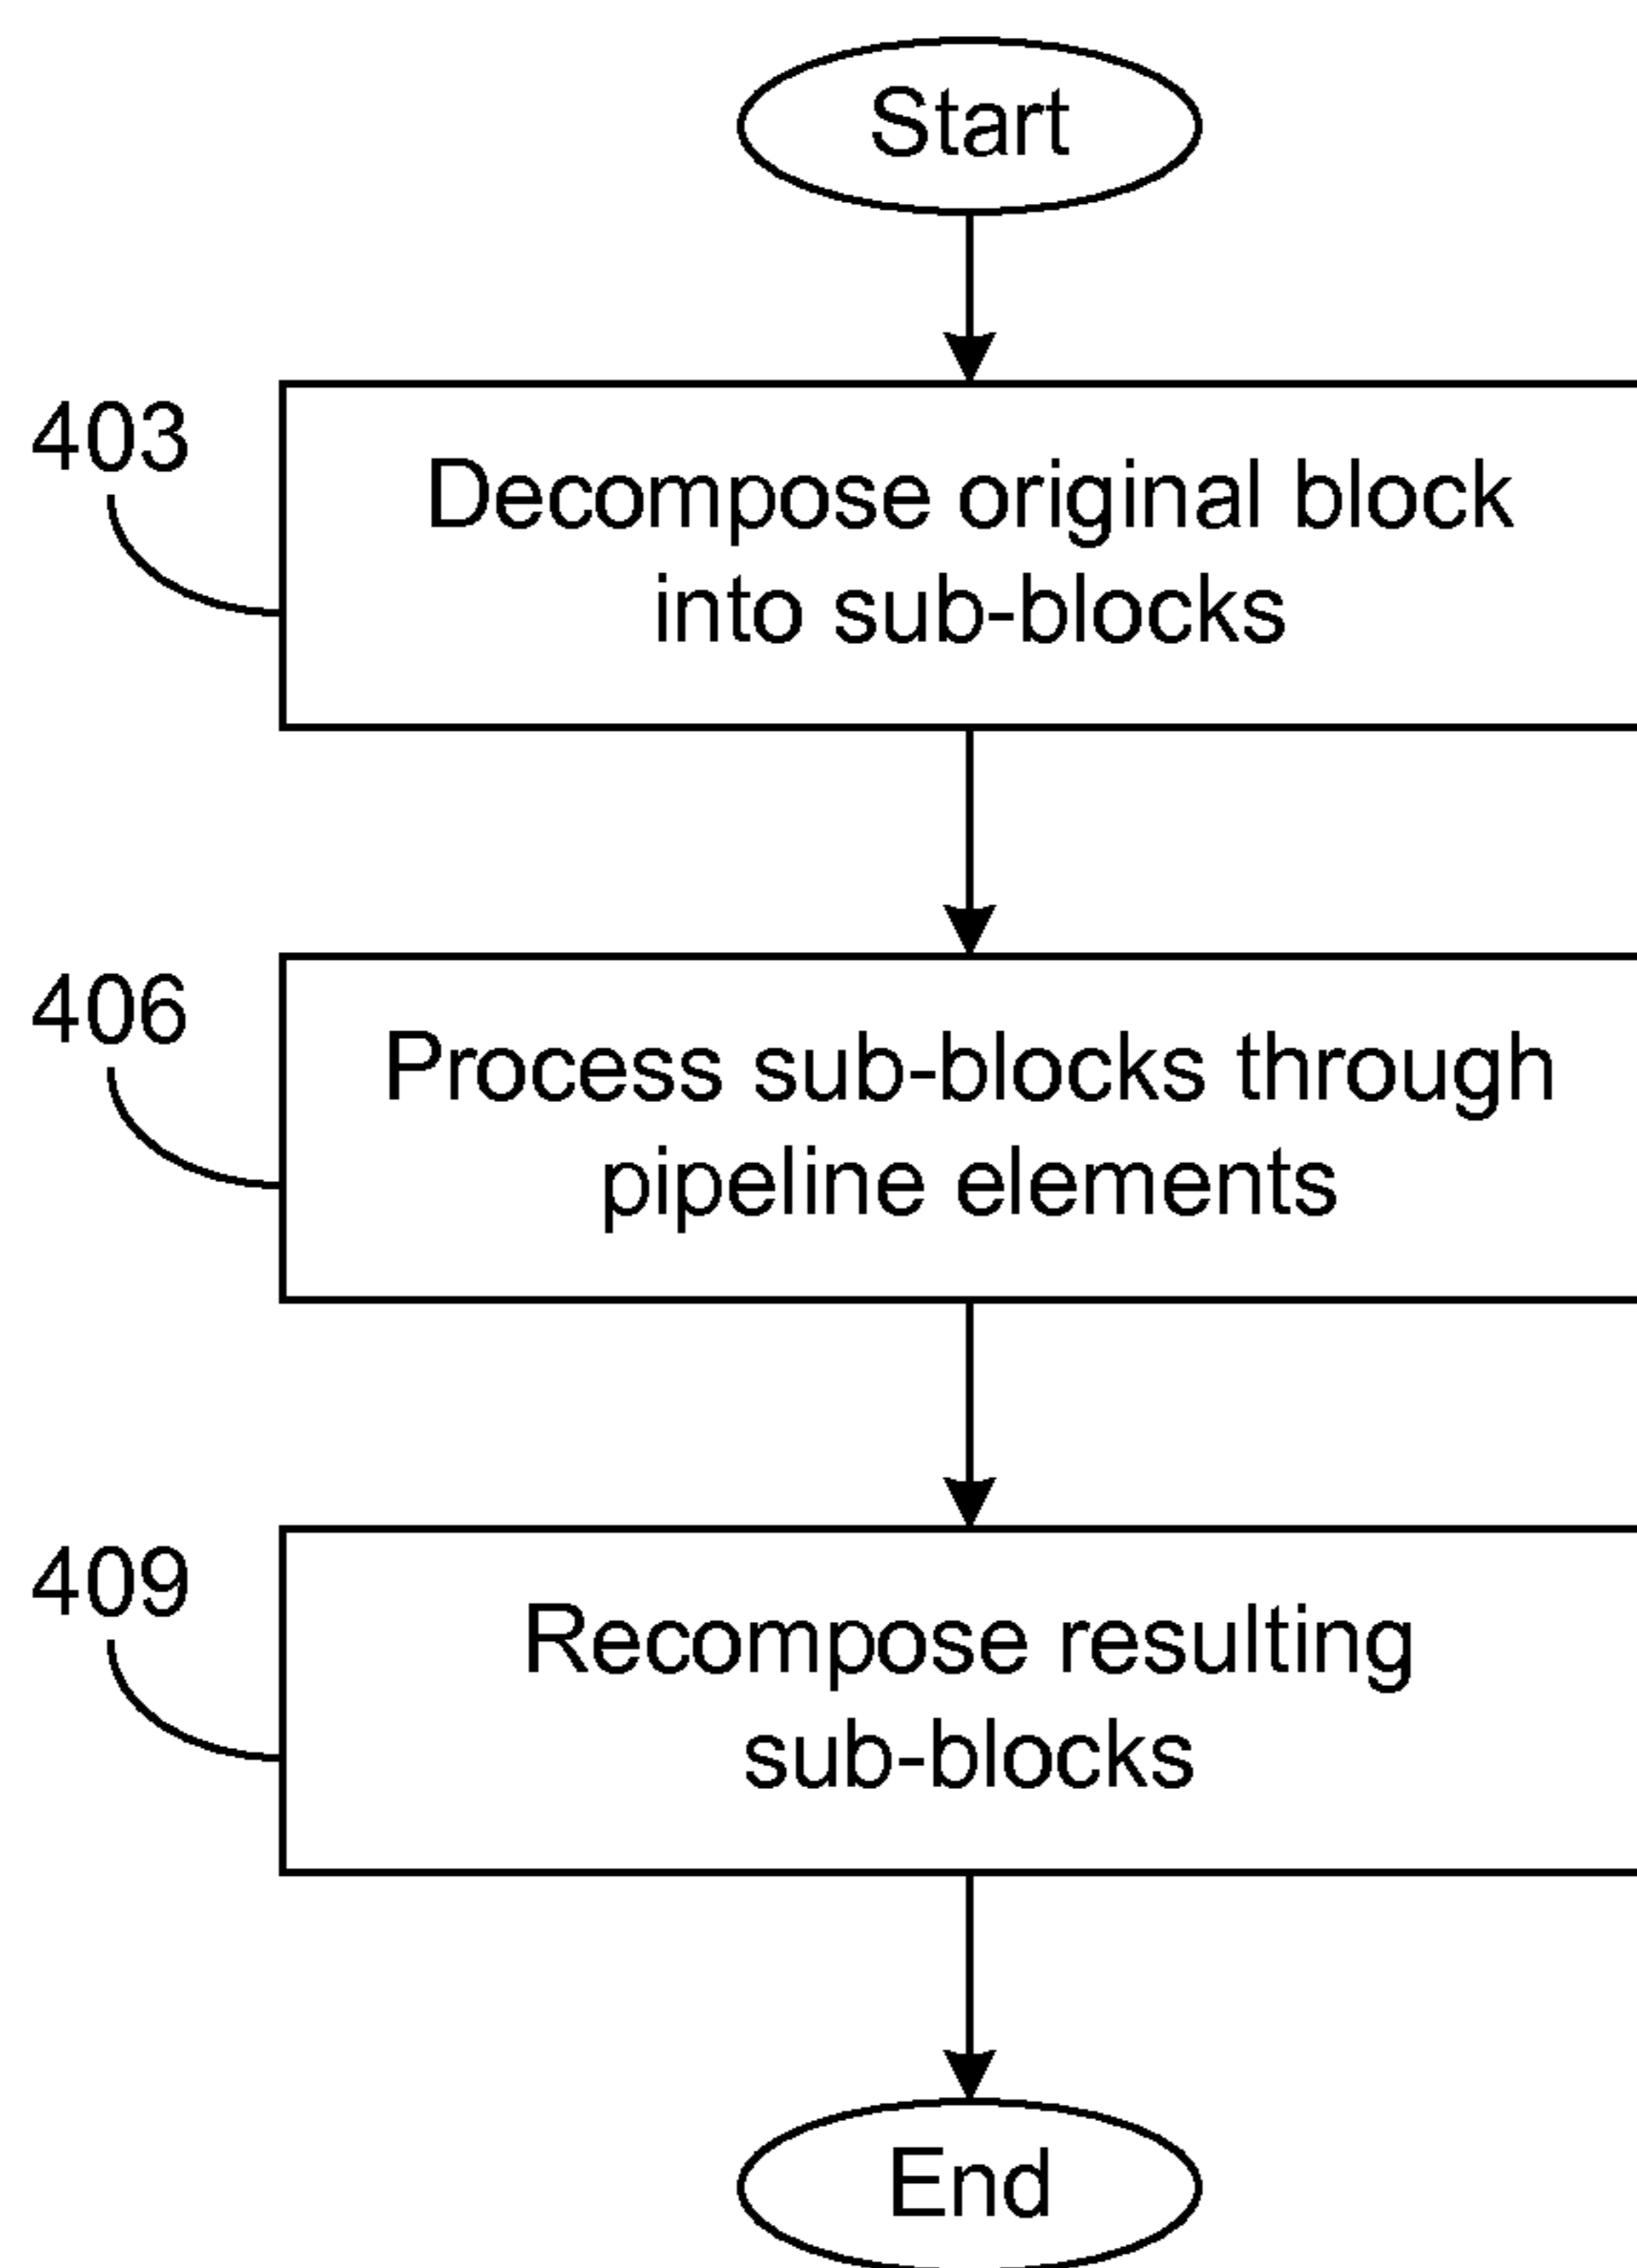 Start
403
Decompose original block
into sub-blocks
406
Process sub-blocks through
pipeline elements
409
Recompose resulting
sub-blocks
End